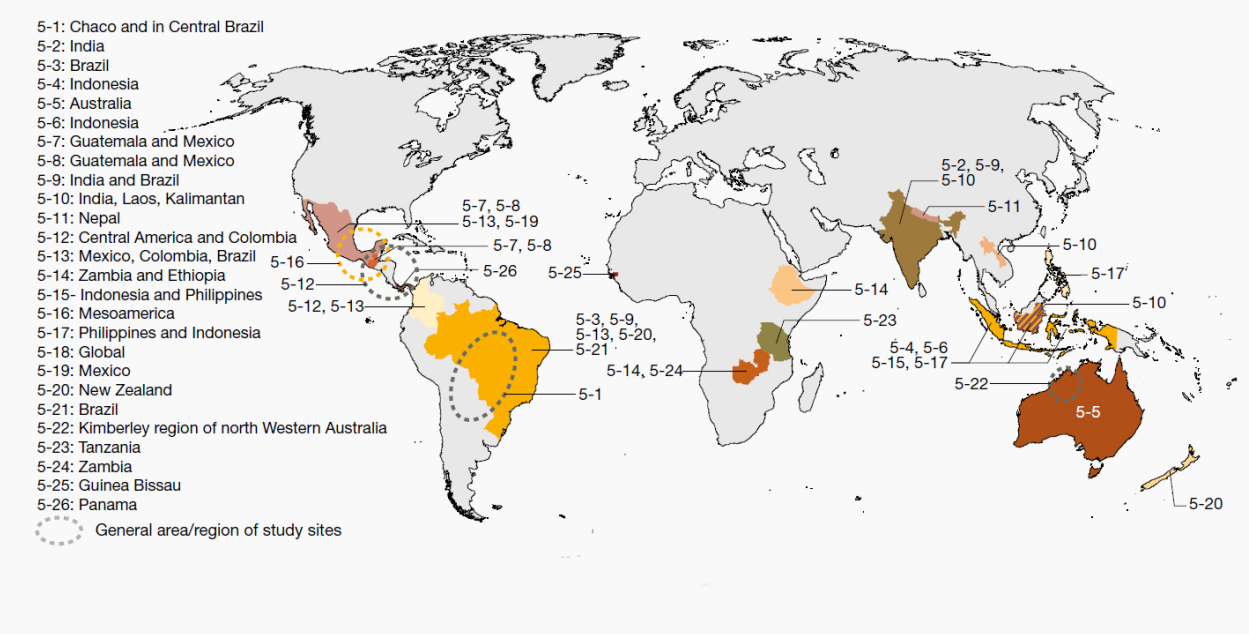 5-1: Chaco and in Central Brazil
5-2: India
5-3: Brazil
5-4: Indonesia
5-5: Australia
5-6: Indonesia
5-7: Guatemala and Mexico
5-8: Guatemala and Mexico
5-9: India and Brazil
5-10: India, Laos, Kalimantan
5-11: Nepal
5-12: Central America and Colombia
5-13: Mexico, Colombia, Brazil
5-14: Zambia and Ethiopia
5-15- Indonesia and Philippines
5-16: Mesoamerica
5-17: Philippines and Indonesia
5-18: Global
5-19: Mexico
5-20: New Zealand
5-21: Brazil
5-22: Kimberley region of north Western Australia
5-23: Tanzania
5-24: Zambia
5-25: Guinea Bissau
5-26: Panama
General area/region of study sites
5-7, 5-8
5-13, 5-19
5-7, 5-8
5-16
5-26
5-12
5-12, 5-13
5-3, 5-9,
5-13, 5-20,
5-21
5-1
5-25
5-14
5-23
5-14, 5-24
5-2, 5-9,
5-10
5-11
5-10
5-17
5-10
5-4, 5-6
5-15, 5-17
5-22
5-5
5-20